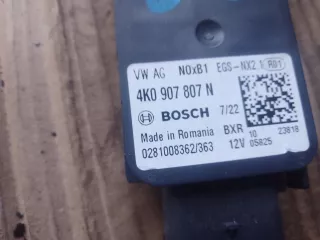 VW AG NOxB1 EGS-NX2.1 R01
4K0 907 807 N
BOSCH 7/22
Made in Romania BXR 10 23818
0281008362/363 12V 05825